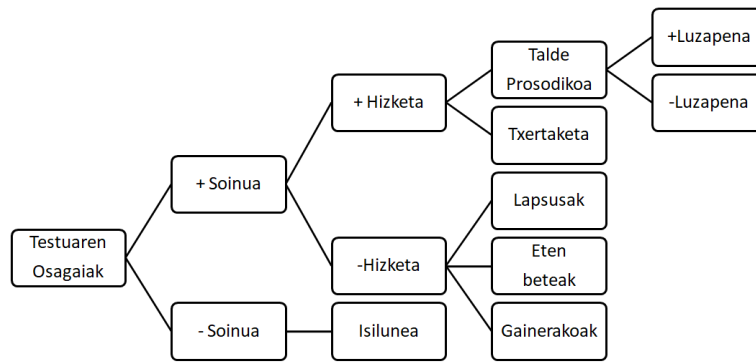 Testuaren
Osagaiak
+ Soinua
- Soinua
+ Hizketa
-Hizketa
Isilunea
Talde
Prosodikoa
Txertaketa
Lapsusak
Eten
beteak
Gainerakoak
+Luzapena
-Luzapena